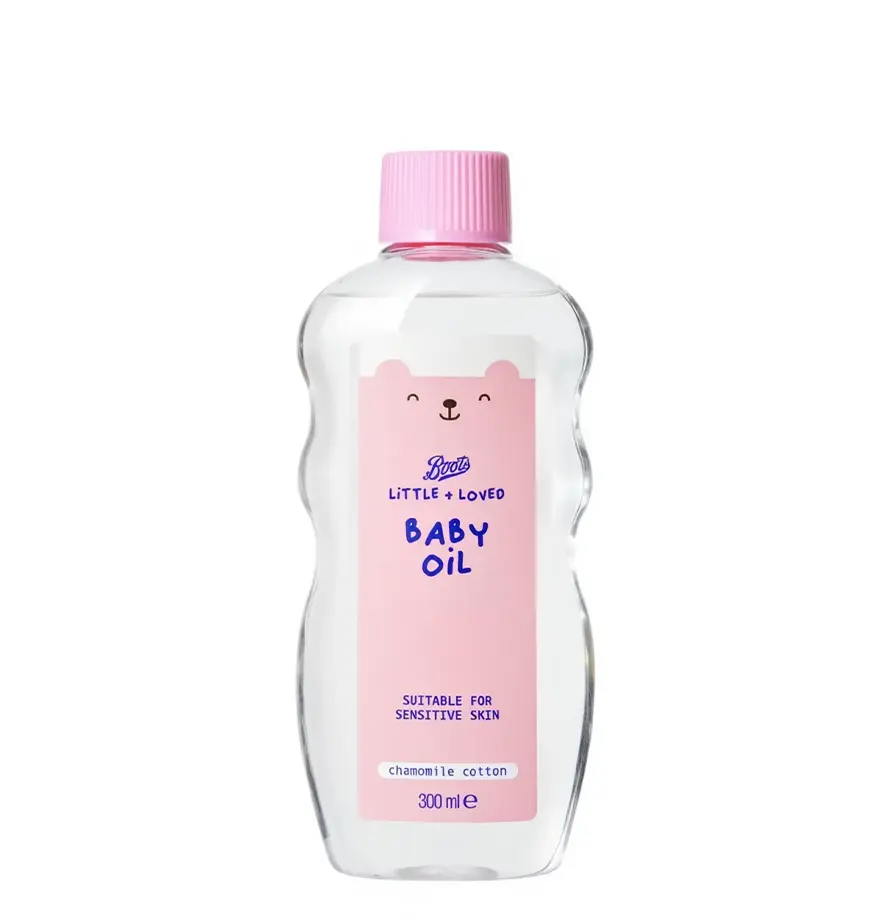 Boots
LiTTLE + LOVED
BABY
OiL
SUITABLE FOR
SENSITIVE SKIN
chamomile cotton
300 ml e